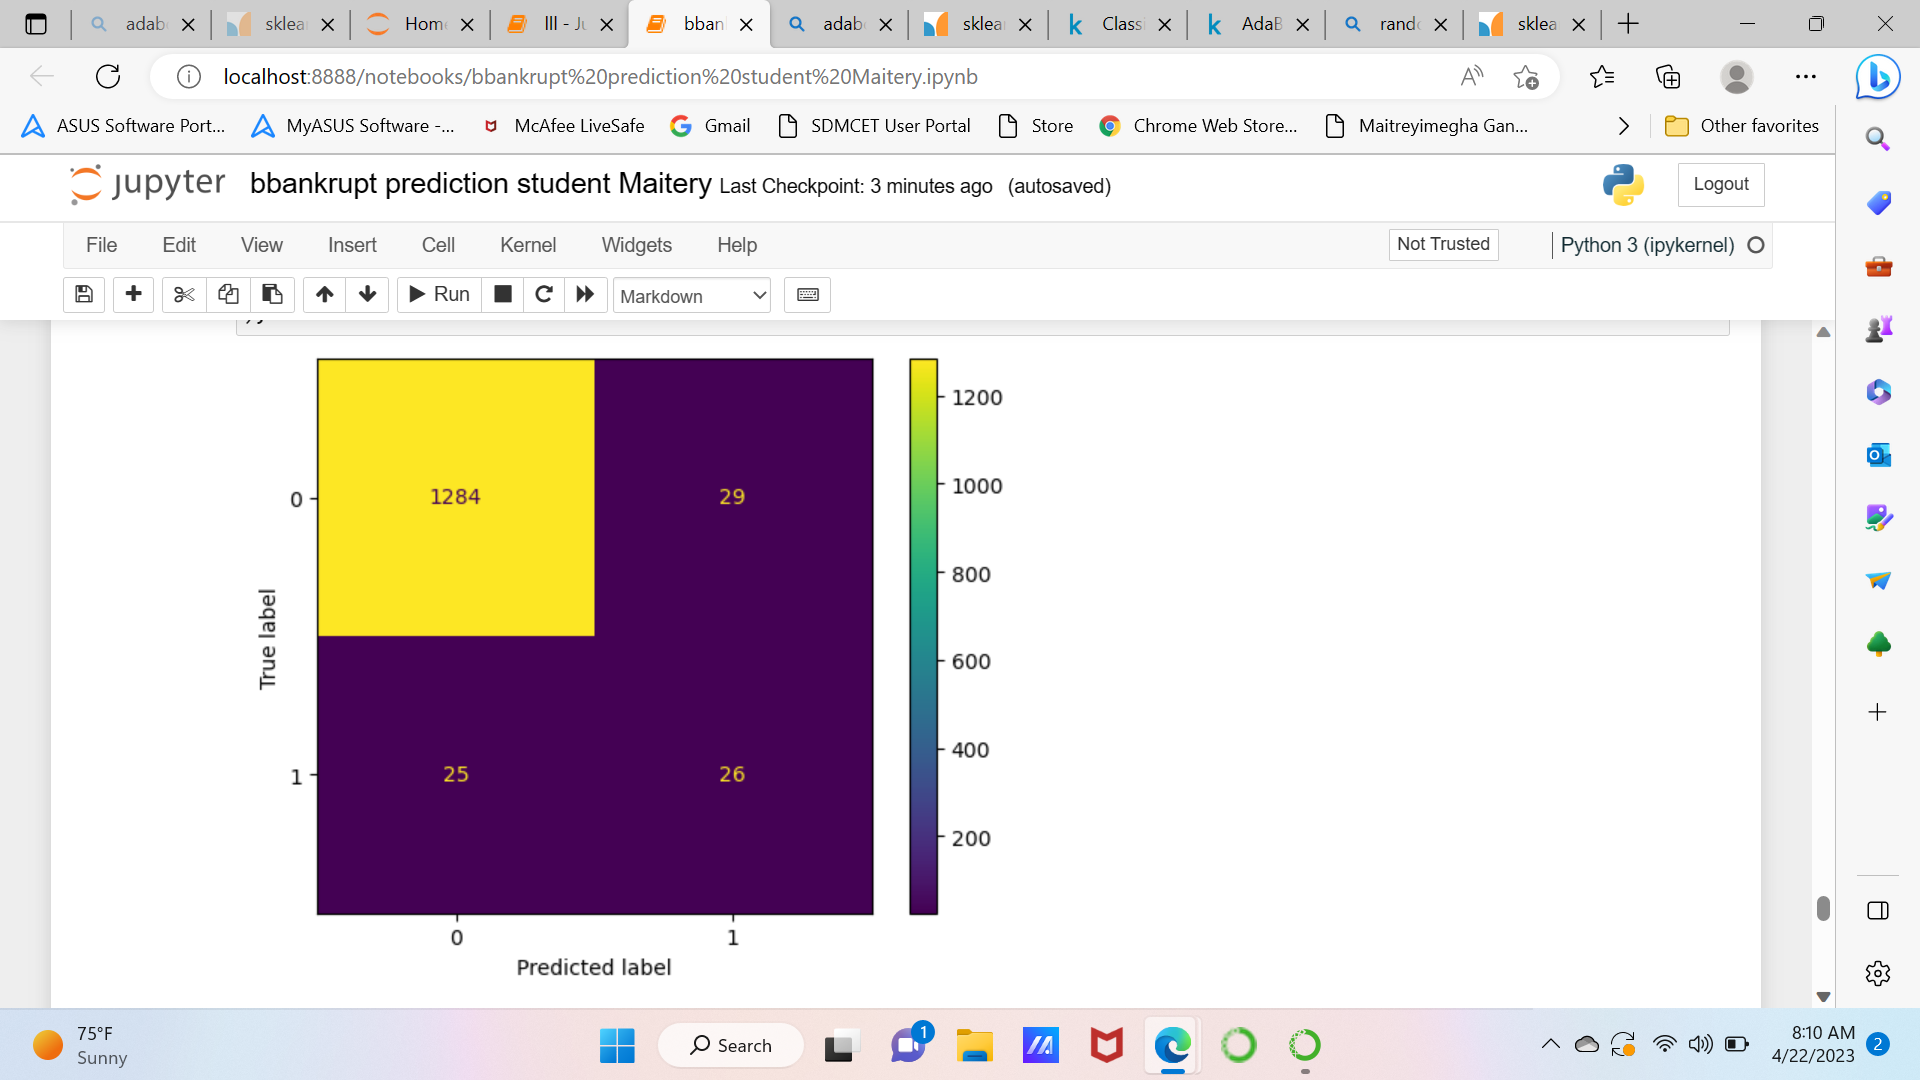 adab
sklea
Home
lll - Ju
bban
adab
sklea
Classi
AdaB
rando
sklea
localhost:8888/notebooks/bbankrupt%20prediction%20student%20Maitery.ipynb
ASUS Software Port...
MyASUS Software -...
McAfee LiveSafe
Gmail
SDMCET User Portal
Store
Chrome Web Store...
Maitreyimegha Gan...
Other favorites
jupyter
bbankrupt prediction student Maitery Last Checkpoint: 3 minutes ago (autosaved)
Logout
File Edit View Insert Cell Kernel Widgets Help
Not Trusted
Python 3 (ipykernel)
Run
Markdown
1200
1000
800
600
400
200
1284
29
25
26
0
1
True label
0
1
Predicted label
75°F
Sunny
Search
1
8:10 AM
4/22/2023
2